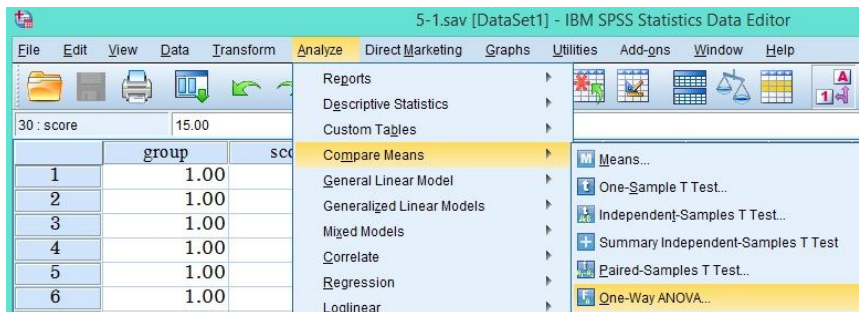 5-1.sav [DataSet1] - IBM SPSS Statistics Data Editor
File Edit View Data Transform Analyze Direct Marketing Graphs Utilities Add-ons Window Help
A
1
30 : score 15.00
group
1 1.00
2 1.00
3 1.00
4 1.00
5 1.00
6 1.00
Reports
Descriptive Statistics
Custom Tables
Compare Means
General Linear Model
Generalized Linear Models
Mixed Models
Correlate
Regression
Loglinear
Means...
One-Sample T Test...
Independent-Samples T Test...
Summary Independent-Samples T Test
Paired-Samples T Test...
One-Way ANOVA...